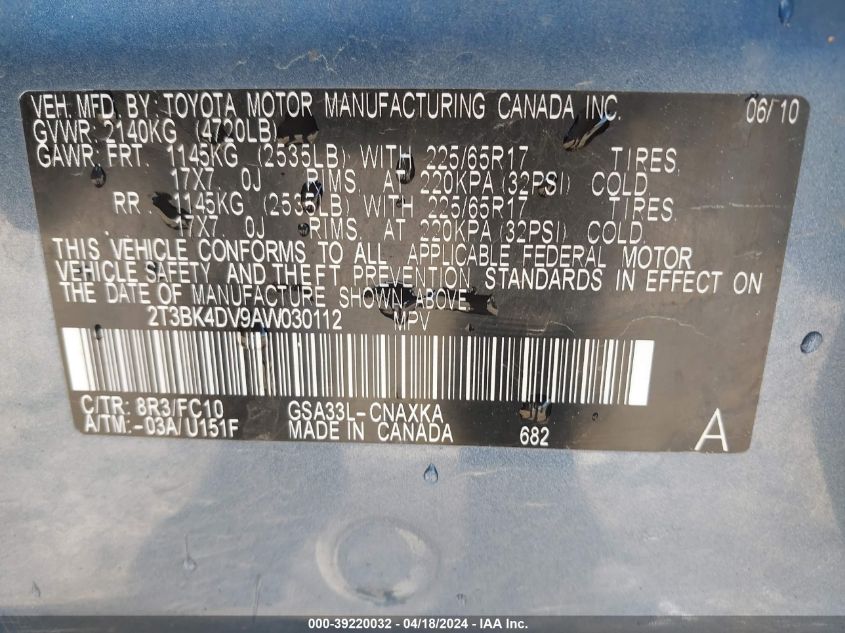 VEH. MFD. BY: TOYOTA MOTOR MANUFACTURING CANADA INC. 06/10
GVWR: 2140KG (4720LB)
GAWR: FRT. 1145KG (2535LB) WITH 225/65R17 TIRES,
17X7. 0J RIMS, AT 220KPA (32PSI) COLD.
RR . 1145KG (2535LB) WITH 225/65R17 TIRES,
17X7. 0J RIMS, AT 220KPA (32PSI) COLD.
THIS VEHICLE CONFORMS TO ALL APPLICABLE FEDERAL MOTOR
VEHICLE SAFETY AND THEFT PREVENTION STANDARDS IN EFFECT ON
THE DATE OF MANUFACTURE SHOWN ABOVE.
2T3BK4DV9AW030112 MPV
C/TR: 8R3/FC10 GSA33L-CNAXKA
A/TM:-03A/U151F MADE IN CANADA 682 A
000-39220032 - 04/18/2024 - IAA Inc.